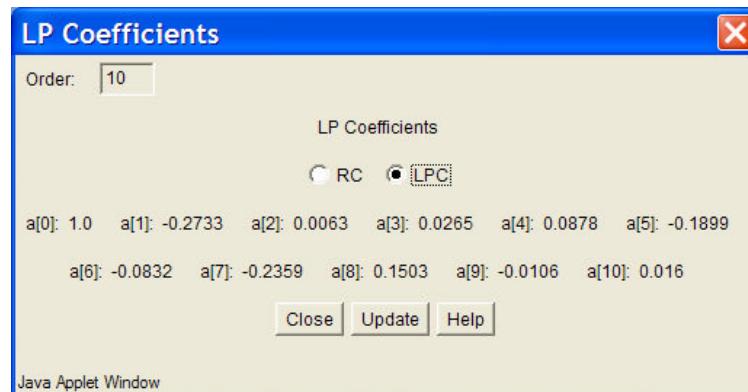 LP Coefficients
Order: 10
LP Coefficients
RC LPC
a[0]: 1.0 a[1]: -0.2733 a[2]: 0.0063 a[3]: 0.0265 a[4]: 0.0878 a[5]: -0.1899
a[6]: -0.0832 a[7]: -0.2359 a[8]: 0.1503 a[9]: -0.0106 a[10]: 0.016
Close Update Help
Java Applet Window